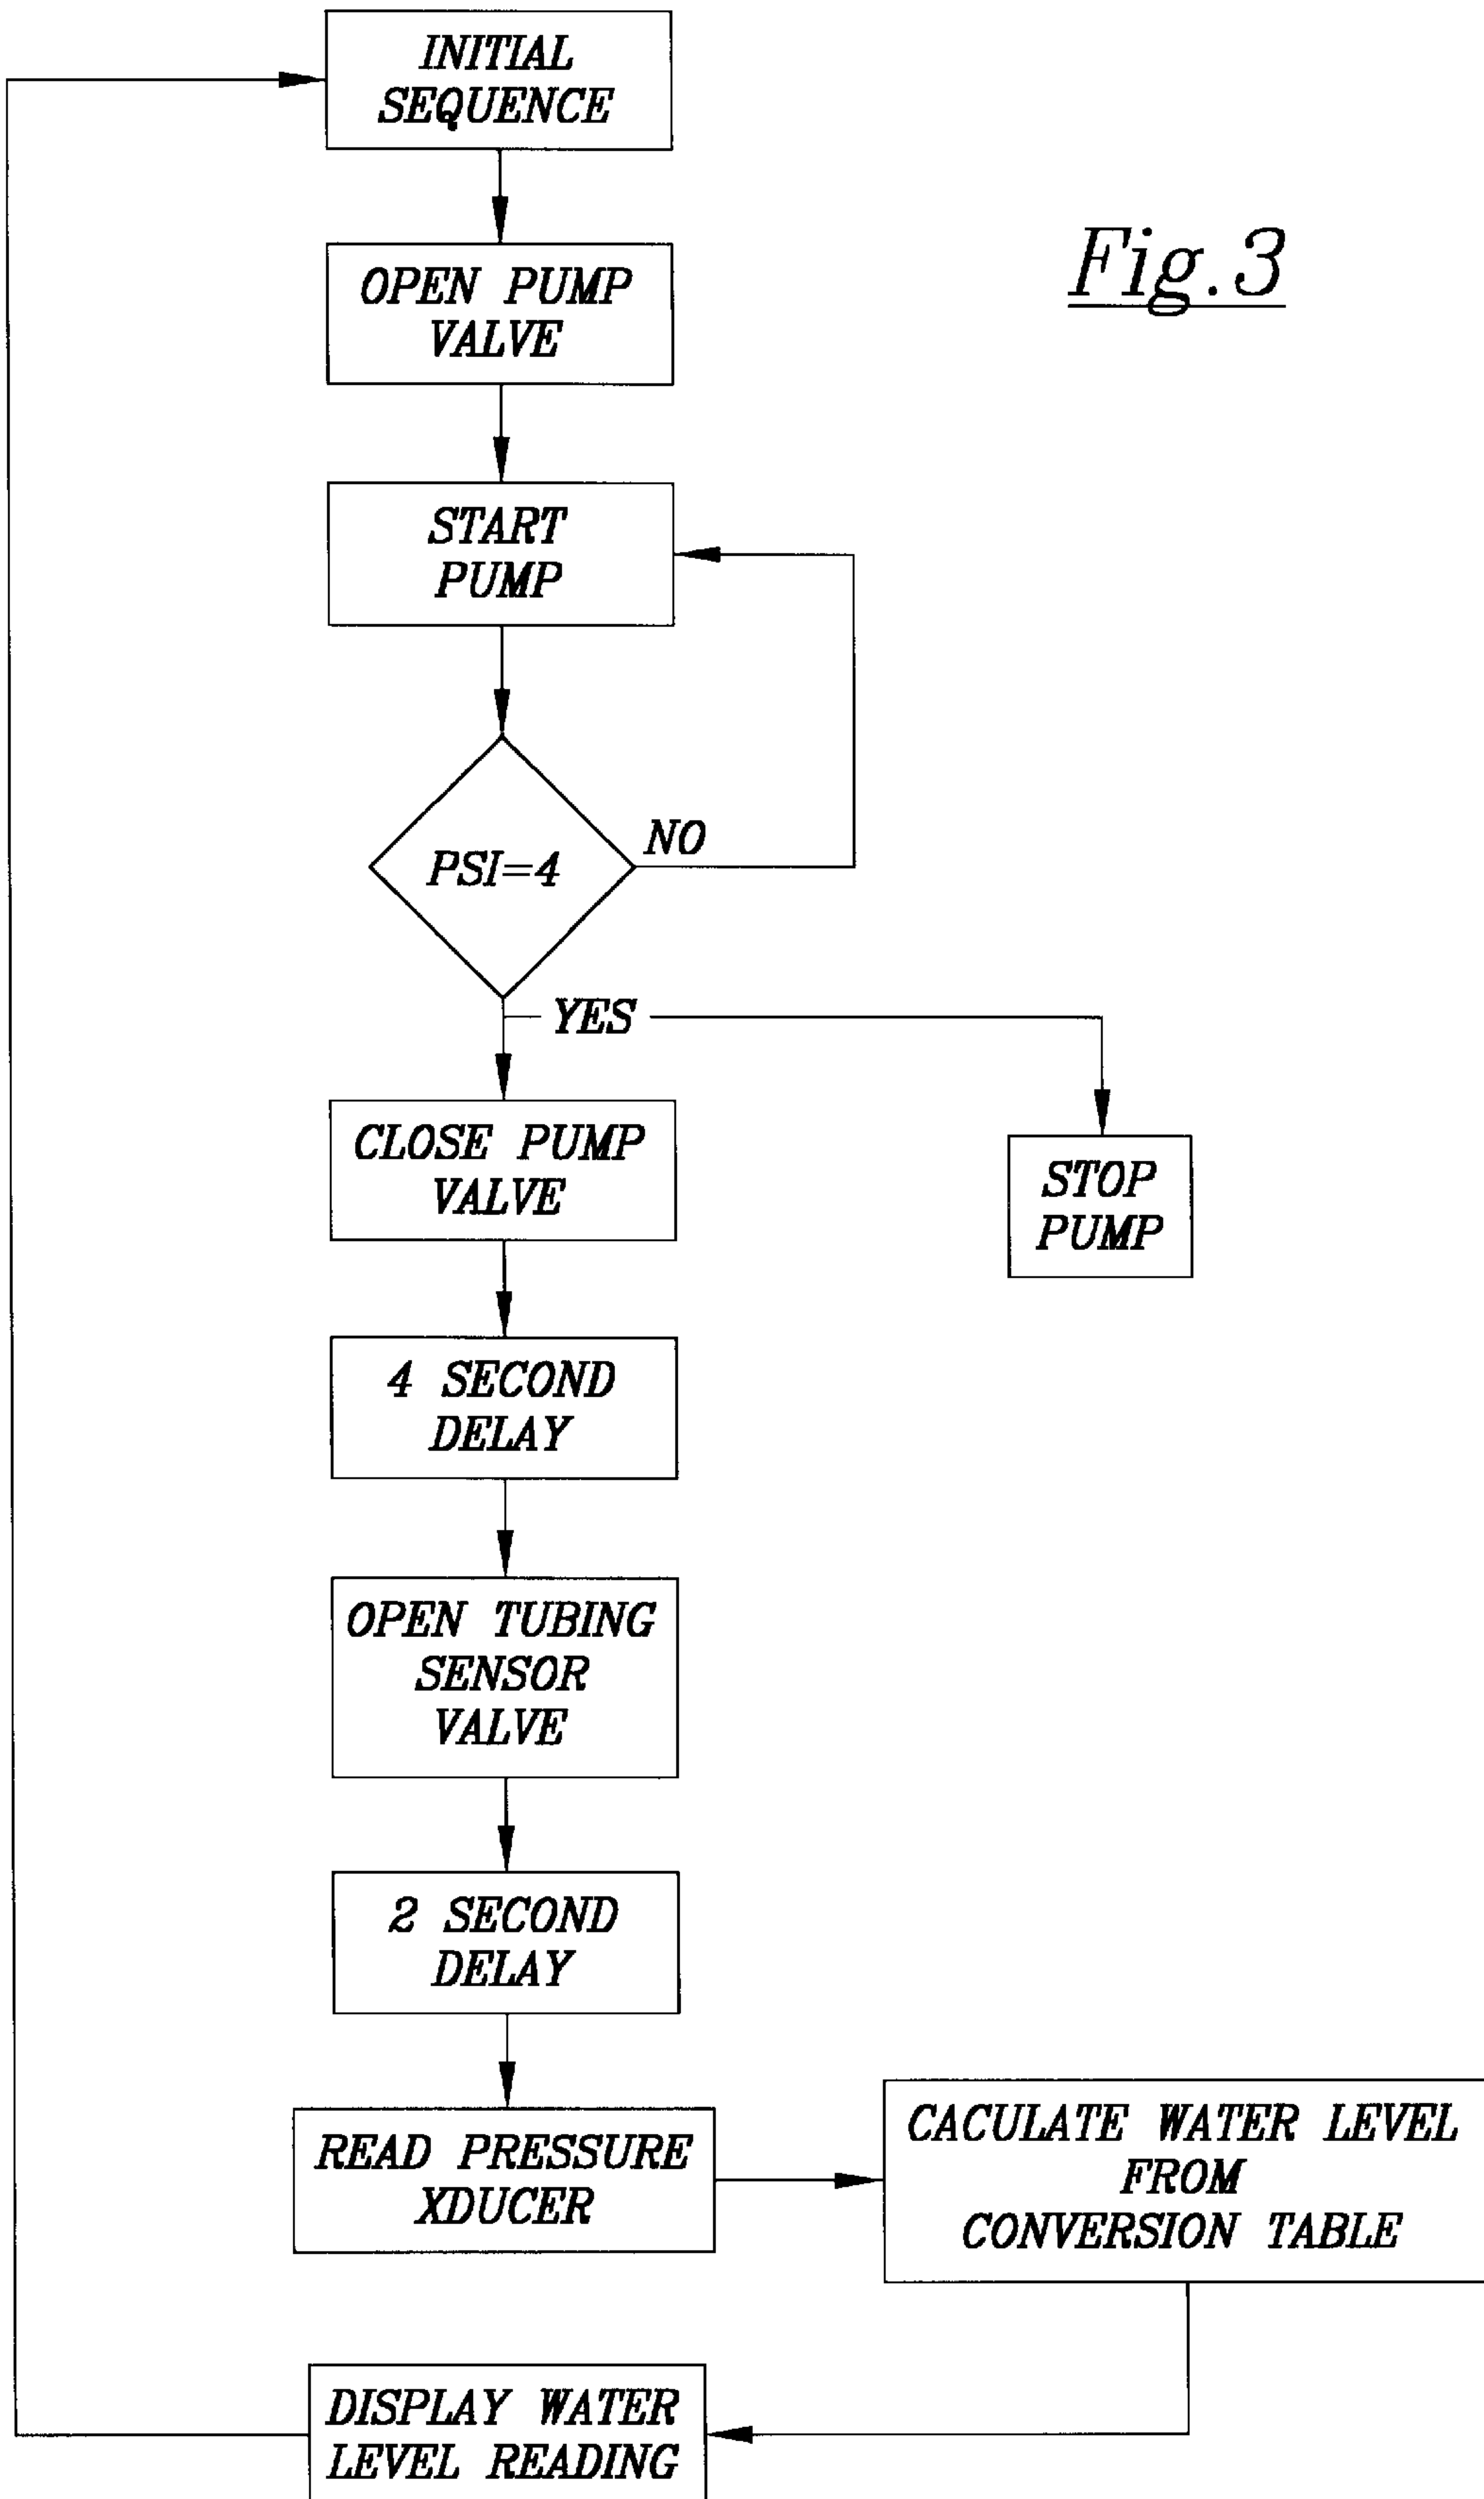 INITIAL
SEQUENCE
Fig.3
OPEN PUMP
VALVE
START
PUMP
NO
PSI=4
YES
CLOSE PUMP
VALVE
STOP
PUMP
4 SECOND
DELAY
OPEN TUBING
SENSOR
VALVE
2 SECOND
DELAY
READ PRESSURE
XDUCER
CACULATE WATER LEVEL
FROM
CONVERSION TABLE
DISPLAY WATER
LEVEL READING